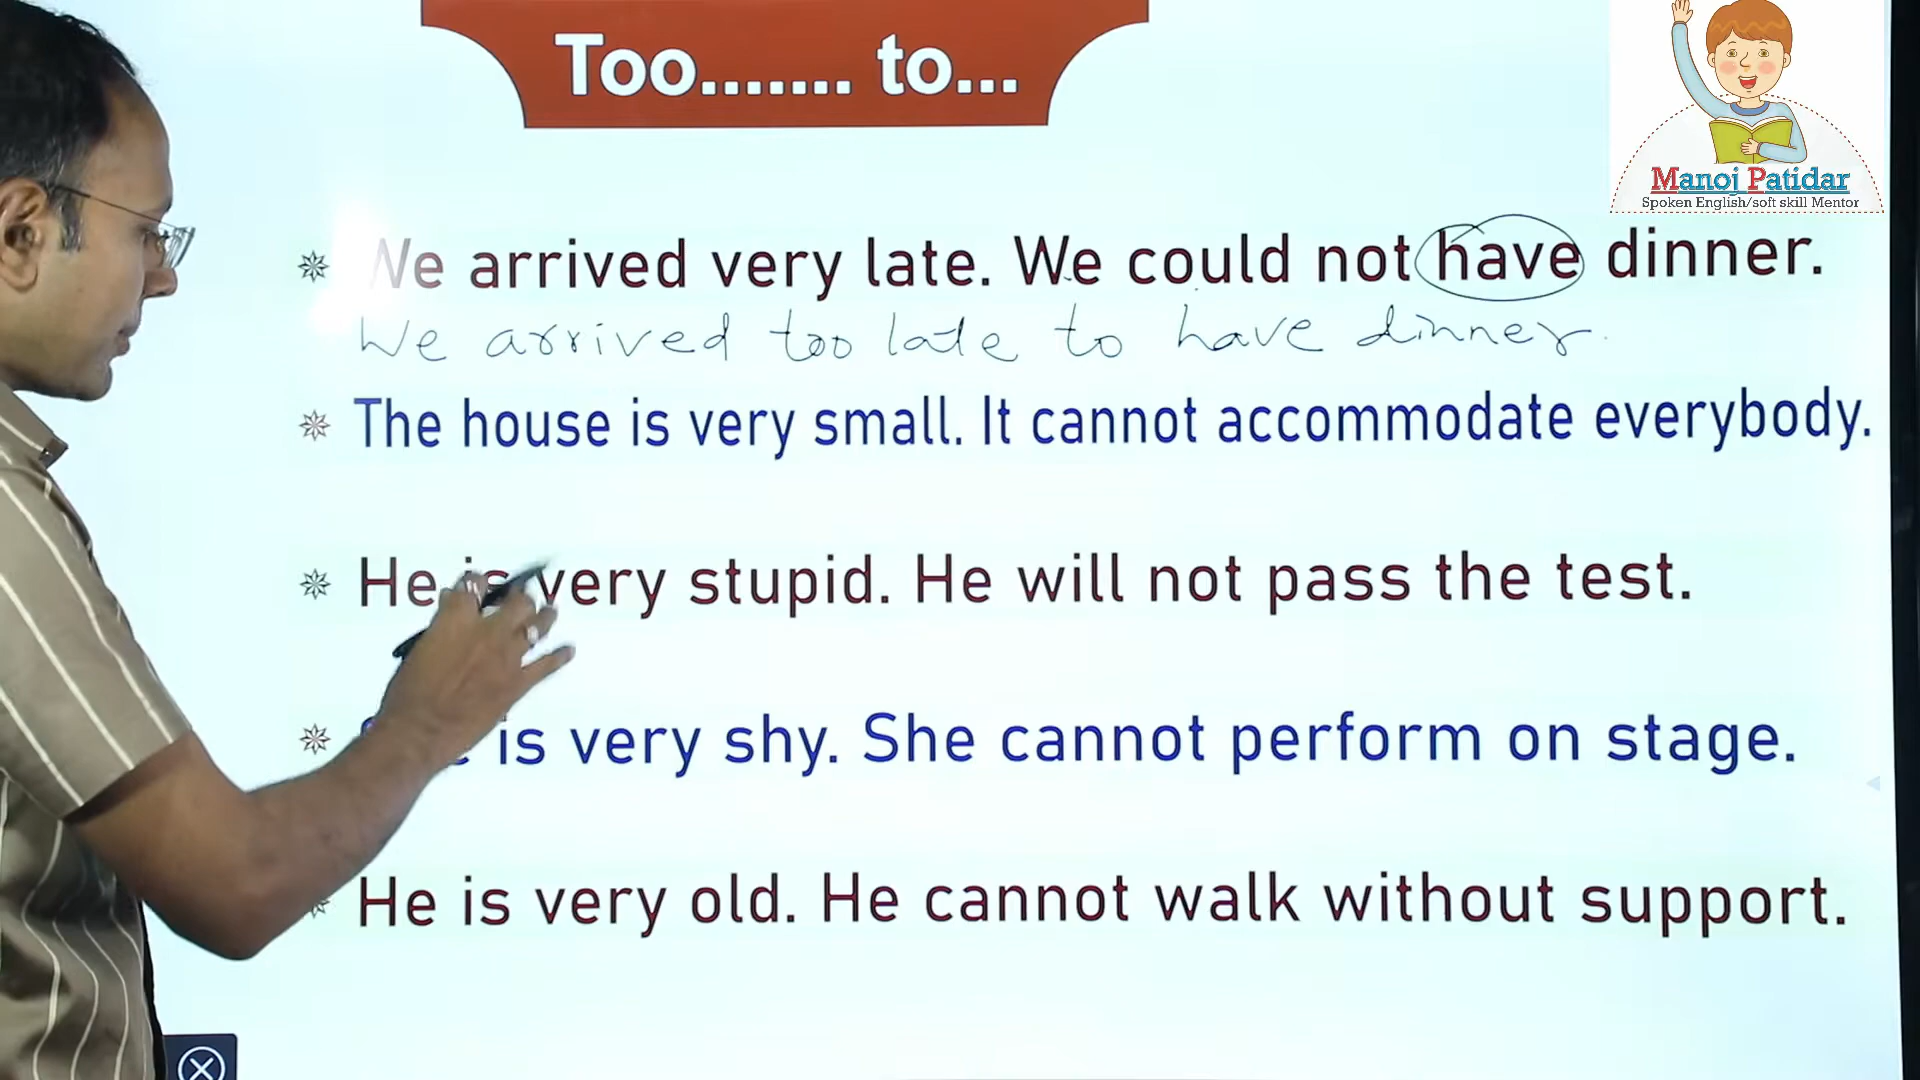 Too....... to...
Manoj Patidar
Spoken English/soft skill Mentor
We arrived very late. We could not have dinner.
We arrived too late to have dinner.
The house is very small. It cannot accommodate everybody.
He is very stupid. He will not pass the test.
is very shy. She cannot perform on stage.
He is very old. He cannot walk without support.